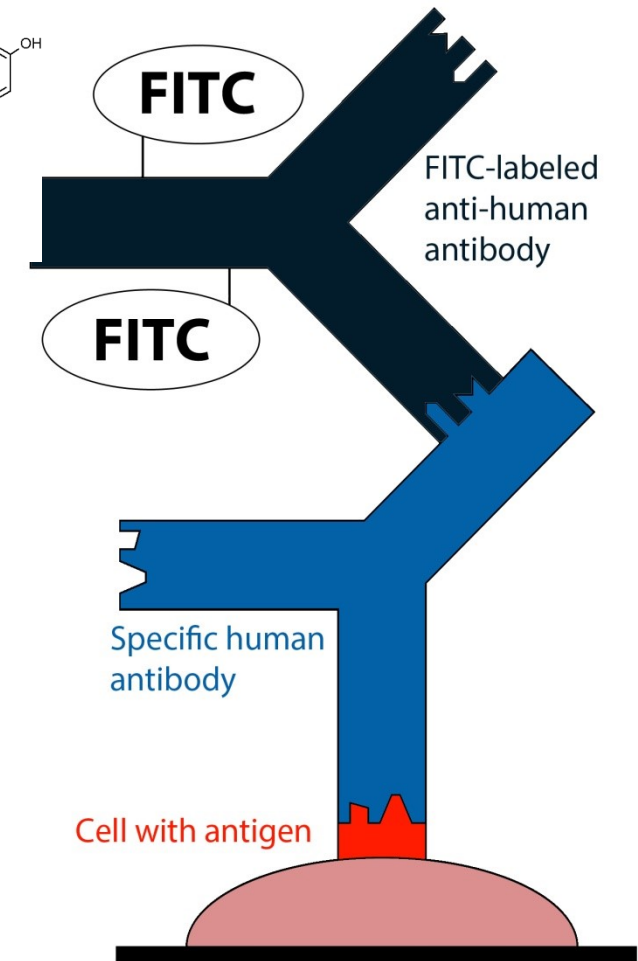 OH
FITC
FITC-labeled
anti-human
antibody
FITC
Specific human
antibody
Cell with antigen